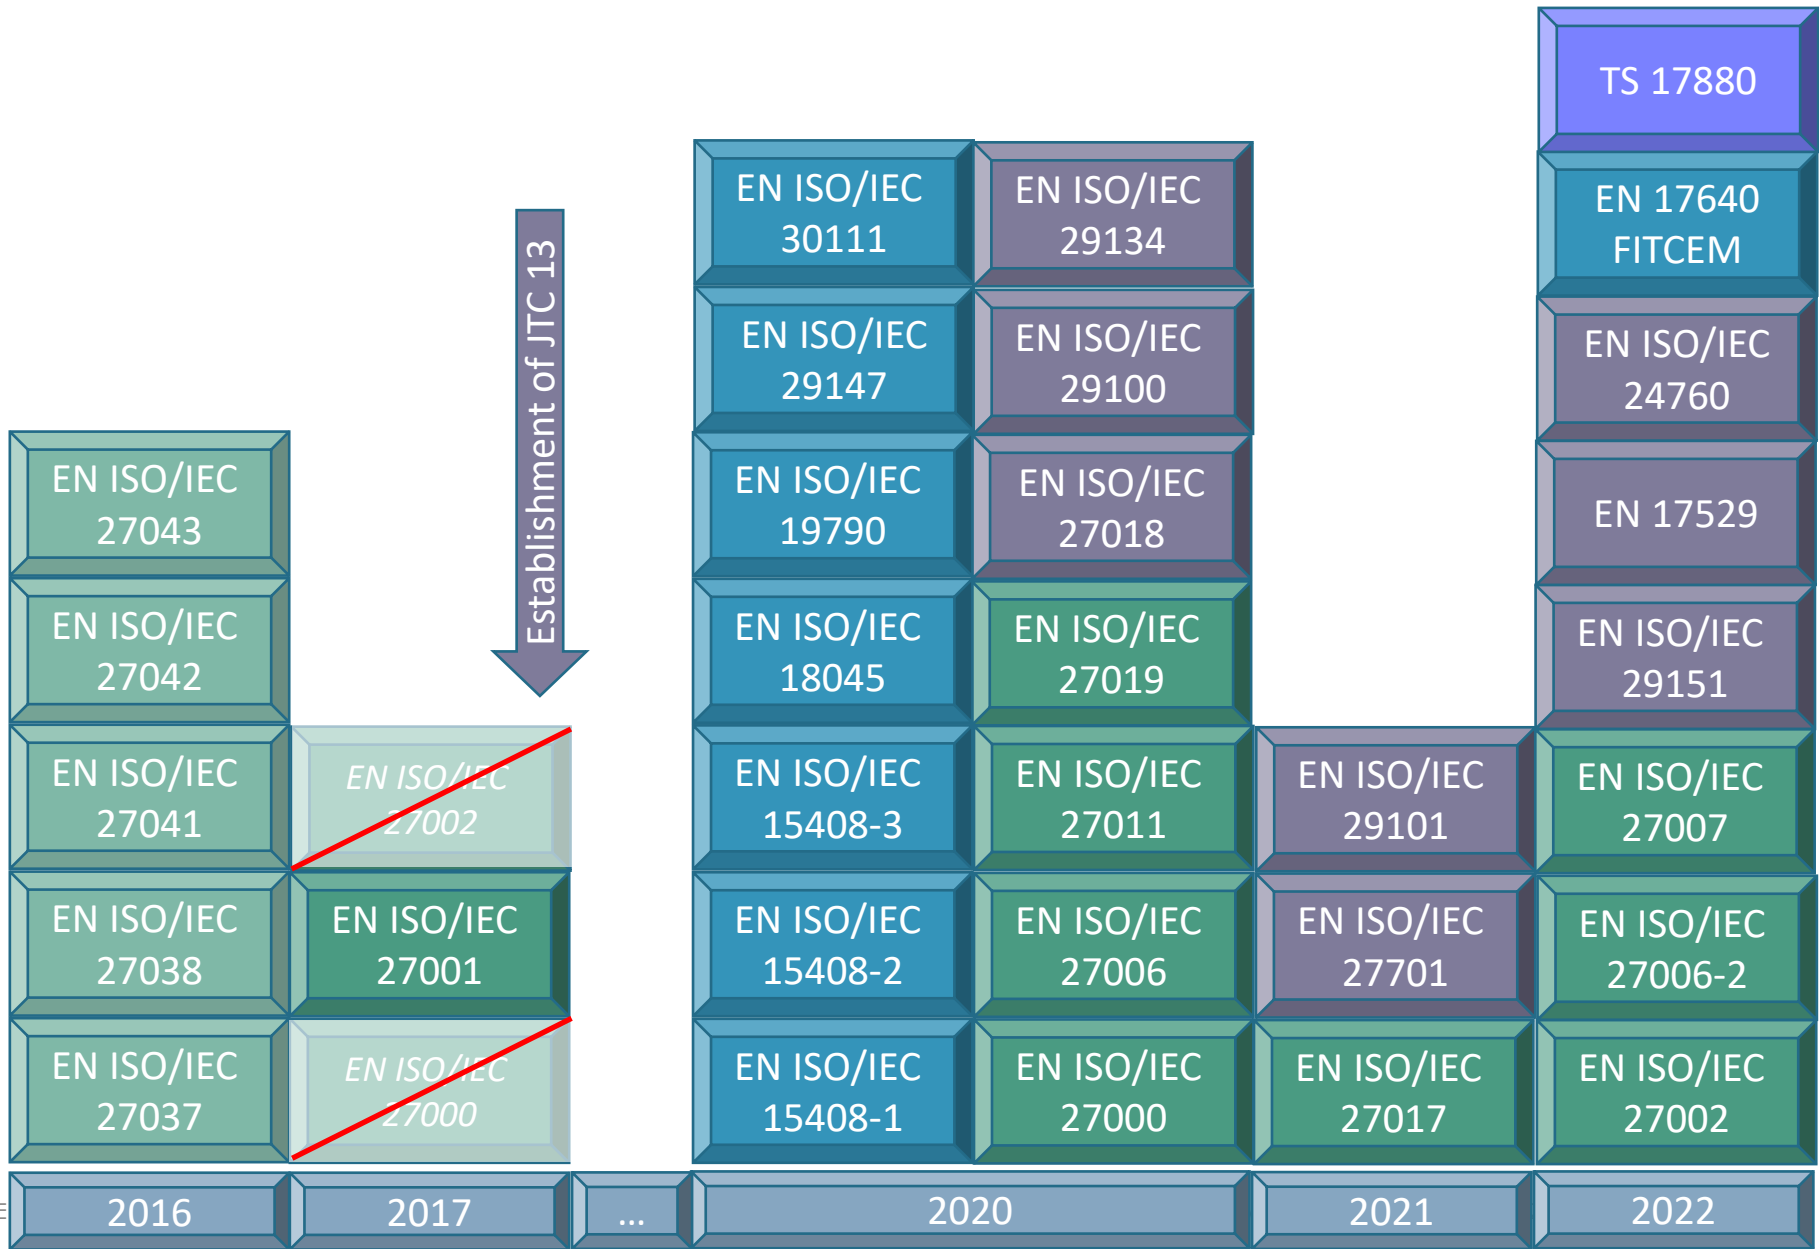 EN ISO/IEC
27043
EN ISO/IEC
27042
EN ISO/IEC
27041
EN ISO/IEC
27038
EN ISO/IEC
27037
2016
EN ISO/IEC
27002
EN ISO/IEC
27001
EN ISO/IEC
27000
2017
Establishment of JTC 13
...
EN ISO/IEC
30111
EN ISO/IEC
29147
EN ISO/IEC
19790
EN ISO/IEC
18045
EN ISO/IEC
15408-3
EN ISO/IEC
15408-2
EN ISO/IEC
15408-1
EN ISO/IEC
29134
EN ISO/IEC
29100
EN ISO/IEC
27018
EN ISO/IEC
27019
EN ISO/IEC
27011
EN ISO/IEC
27006
EN ISO/IEC
27000
2020
EN ISO/IEC
29101
EN ISO/IEC
27701
EN ISO/IEC
27017
2021
TS 17880
EN 17640
FITCEM
EN ISO/IEC
24760
EN 17529
EN ISO/IEC
29151
EN ISO/IEC
27007
EN ISO/IEC
27006-2
EN ISO/IEC
27002
2022